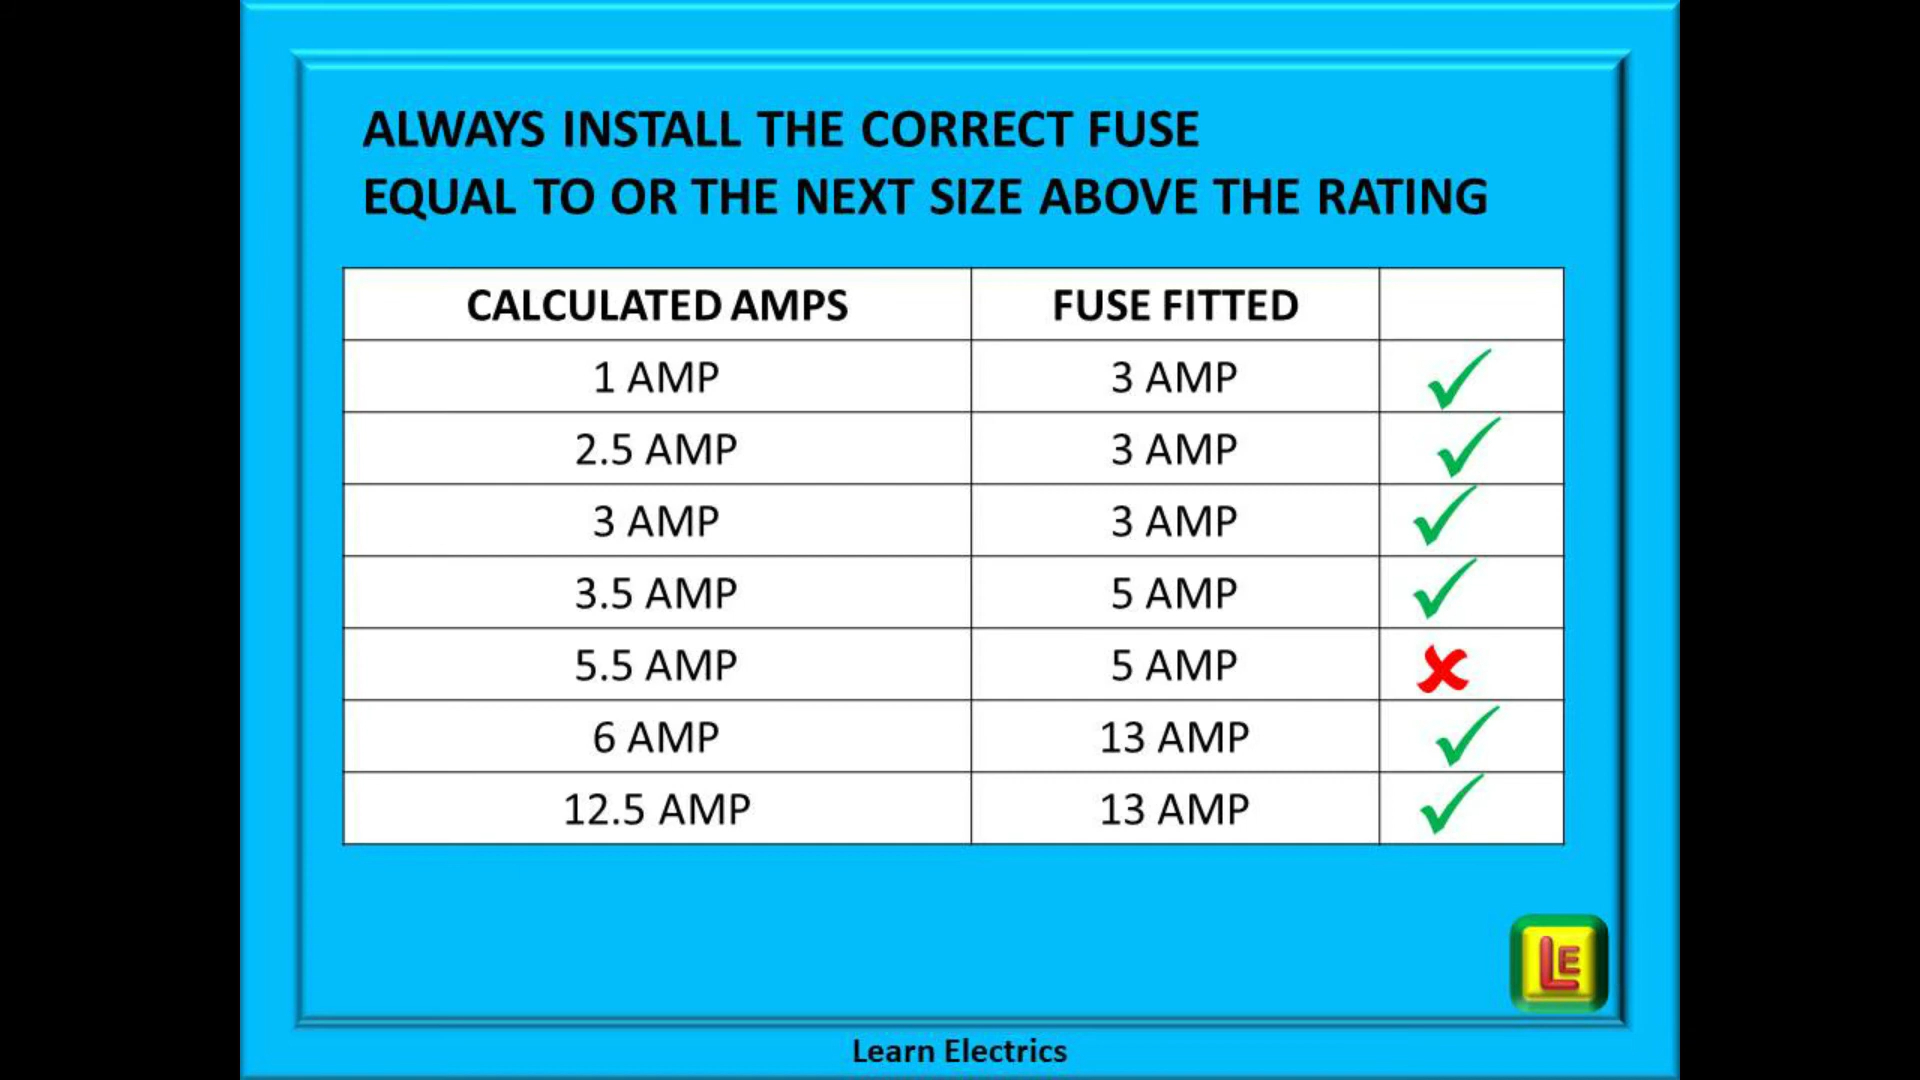 ALWAYS INSTALL THE CORRECT FUSE
EQUAL TO OR THE NEXT SIZE ABOVE THE RATING
CALCULATED AMPS FUSE FITTED
1 AMP 3 AMP
2.5 AMP 3 AMP
3 AMP 3 AMP
3.5 AMP 5 AMP
5.5 AMP 5 AMP
6 AMP 13 AMP
12.5 AMP 13 AMP
LE
Learn Electrics